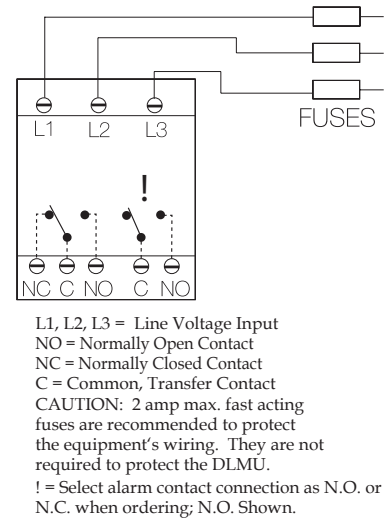 FUSES
L1 L2 L3
!
NC C NO C NO
L1, L2, L3 = Line Voltage Input
NO = Normally Open Contact
NC = Normally Closed Contact
C = Common, Transfer Contact
CAUTION: 2 amp max. fast acting
fuses are recommended to protect
the equipment‘s wiring. They are not
required to protect the DLMU.
! = Select alarm contact connection as N.O. or
N.C. when ordering; N.O. Shown.